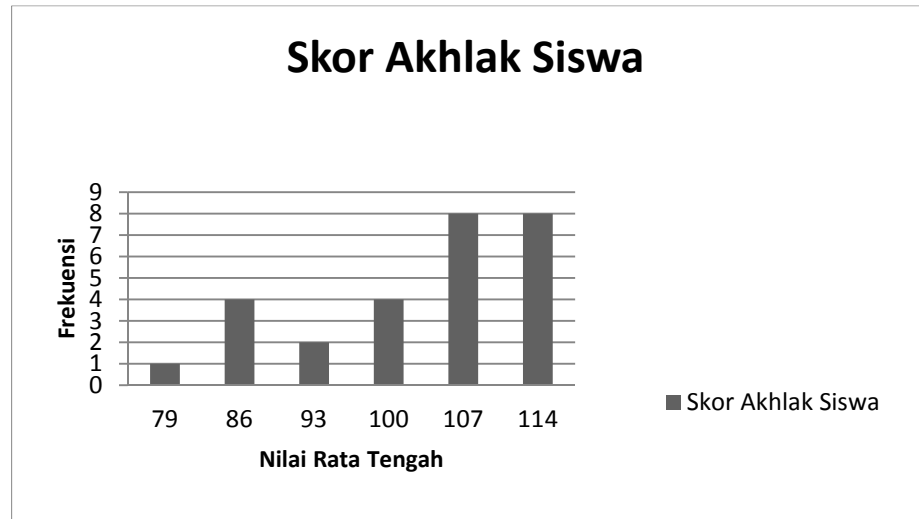 Skor Akhlak Siswa
9
8
7
6
5
4
3
2
1
0
Frekuensi
79 86 93 100 107 114
Nilai Rata Tengah
Skor Akhlak Siswa